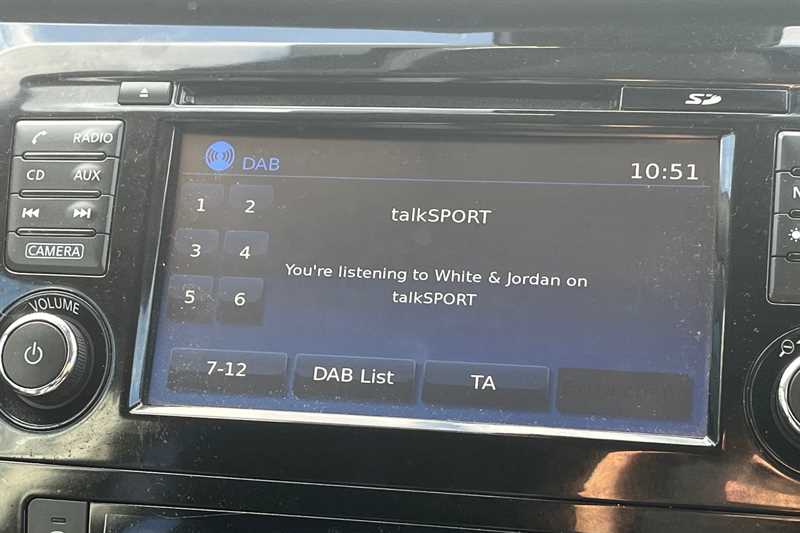 RADIO
CD AUX
CAMERA
VOLUME
SD
DAB
10:51
1 2
3 4
5 6
talkSPORT
You're listening to White & Jordan on
talkSPORT
7-12
DAB List
TA